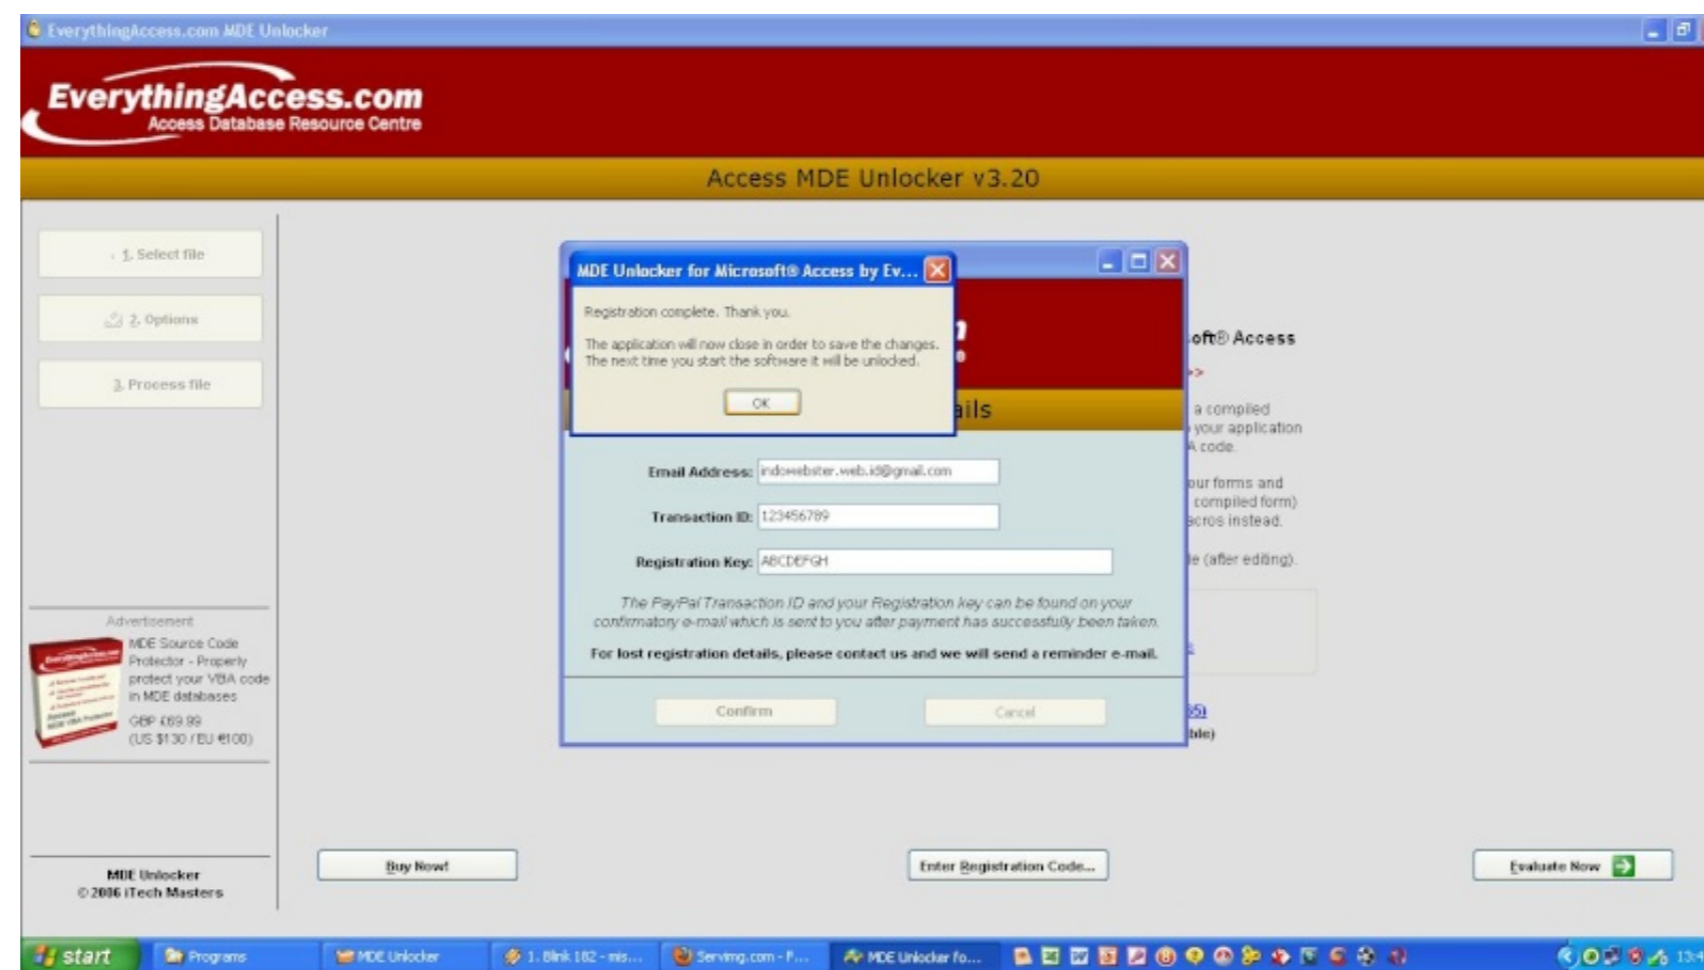 EverythingAccess.com MDE Unlocker
EverythingAccess.com
Access Database Resource Centre
Access MDE Unlocker v3.20
1. Select file
2. Options
3. Process file
MDE Unlocker for Microsoft® Access by Ev...
Registration complete. Thank you.
The application will now close in order to save the changes.
The next time you start the software it will be unlocked.
OK
ails
Email Address: indowebster.web.id@gmail.com
Transaction ID: 123456789
Registration Key: ABCDEFGH
The PayPal Transaction ID and your Registration key can be found on your
confirmatory e-mail which is sent to you after payment has successfully been taken.
For lost registration details, please contact us and we will send a reminder e-mail.
Confirm
Cancel
soft® Access
>>
a compiled
your application
A code.
our forms and
compiled form)
acros instead.
le (after editing).
ble)
Advertisement
MDE Source Code
Protector - Properly
protect your VBA code
in MDE databases
GBP £69.99
(US $130 / EU €100)
MDE Unlocker
© 2006 iTech Masters
Buy Now!
Enter Registration Code...
Evaluate Now
start
Programs
MDE Unlocker
1. Blink 182 - mis...
Servimg.com - F...
MDE Unlocker fo...